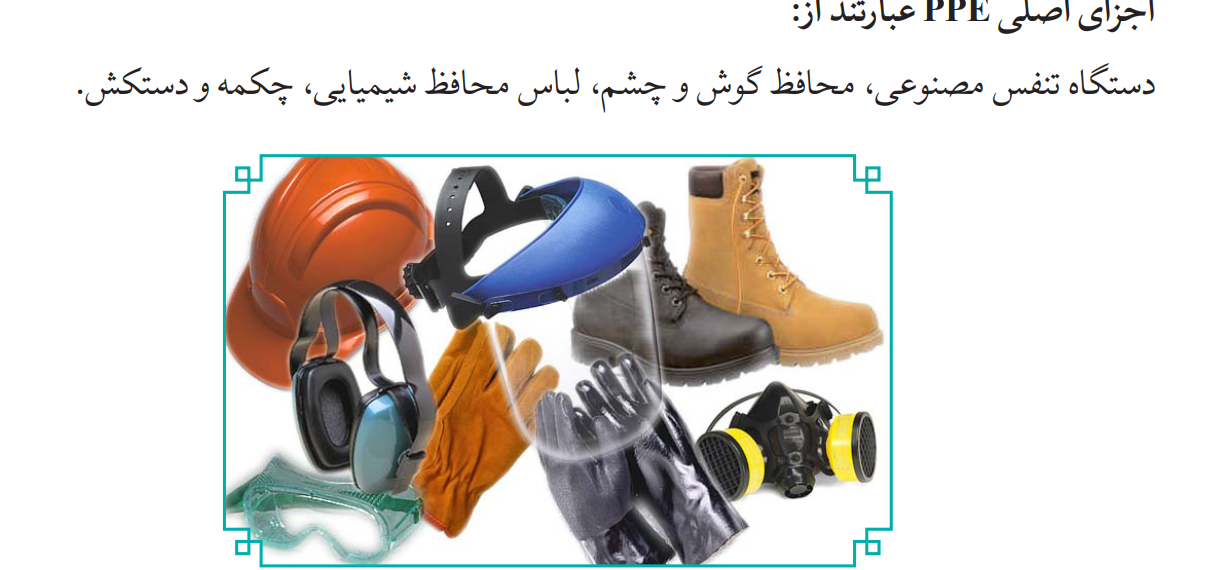 اجزای اصلی PPE عبارتند از:
دستگاه تنفس مصنوعی، محافظ گوش و چشم، لباس محافظ شیمیایی، چکمه و دستکش.